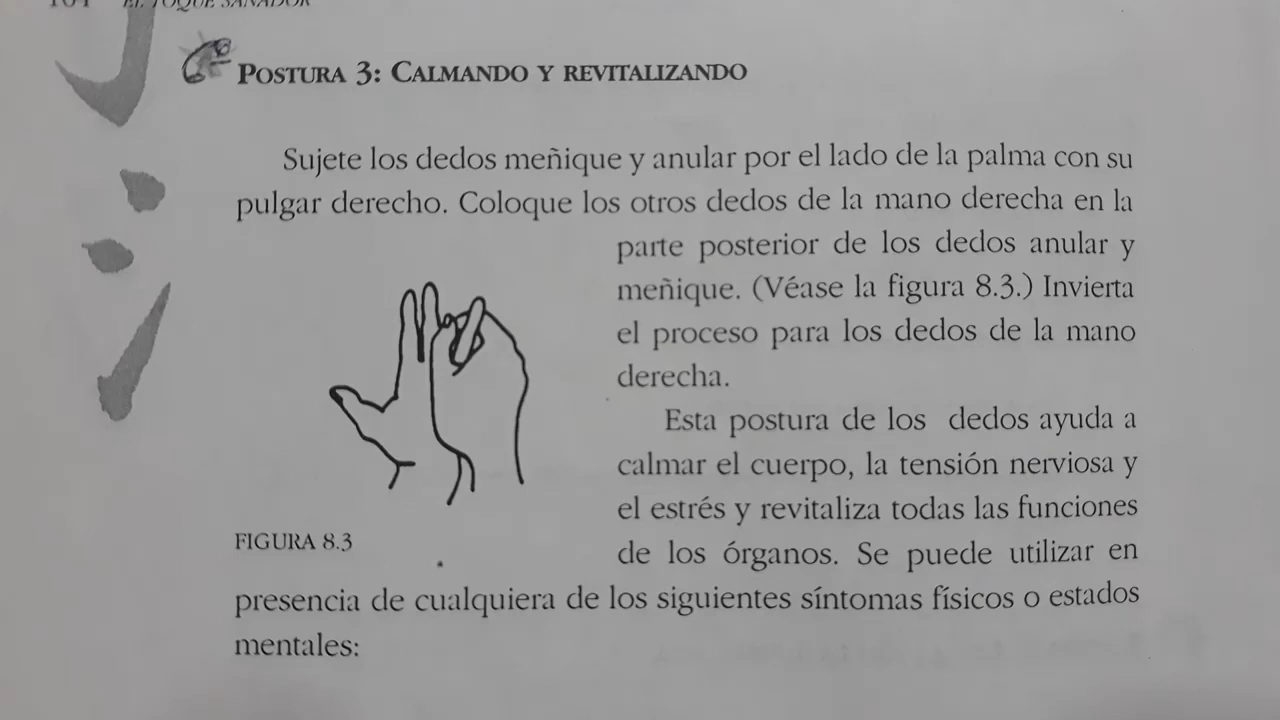 EL TOQUE SANADOR
POSTURA 3: CALMANDO Y REVITALIZANDO
Sujete los dedos meñique y anular por el lado de la palma con su
pulgar derecho. Coloque los otros dedos de la mano derecha en la
parte posterior de los dedos anular y
meñique. (Véase la figura 8.3.) Invierta
el proceso para los dedos de la mano
derecha.
Esta postura de los dedos ayuda a
calmar el cuerpo, la tensión nerviosa y
el estrés y revitaliza todas las funciones
de los órganos. Se puede utilizar en
FIGURA 8.3
presencia de cualquiera de los siguientes síntomas físicos o estados
mentales: